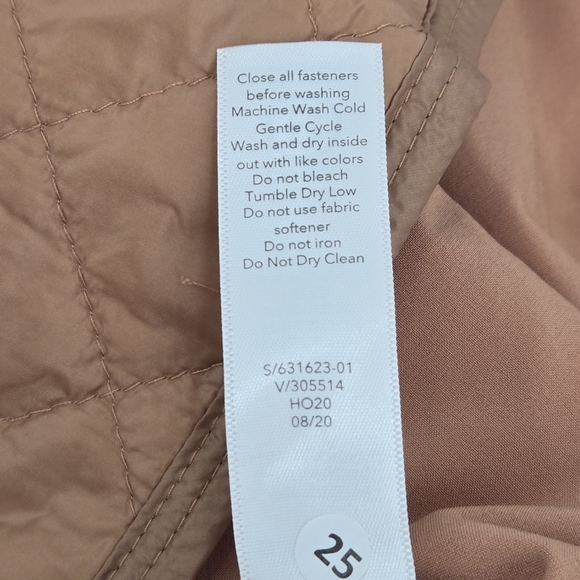 Close all fasteners
before washing
Machine Wash Cold
Gentle Cycle
Wash and dry inside
out with like colors
Do not bleach
Tumble Dry Low
Do not use fabric
softener
Do not iron
Do Not Dry Clean
S/631623-01
V/305514
HO20
08/20
25